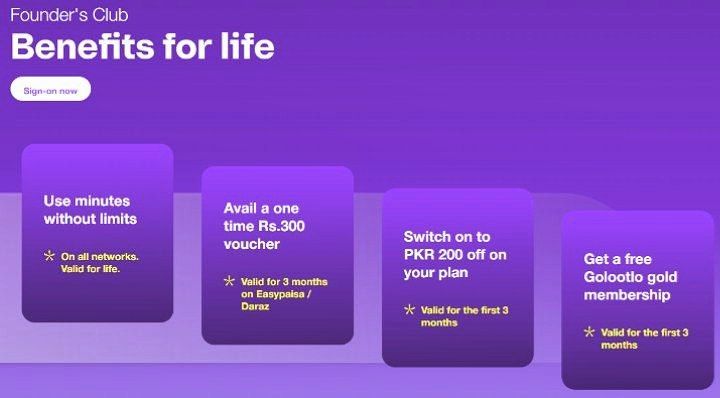 Founder's Club
Benefits for life
Sign-on now
Use minutes
without limits
On all networks.
Valid for life.
Avail a one
time Rs.300
voucher
Valid for 3 months
on Easypaisa /
Daraz
Switch on to
PKR 200 off on
your plan
Valid for the first 3
months
Get a free
Golootlo gold
membership
Valid for the first 3
months